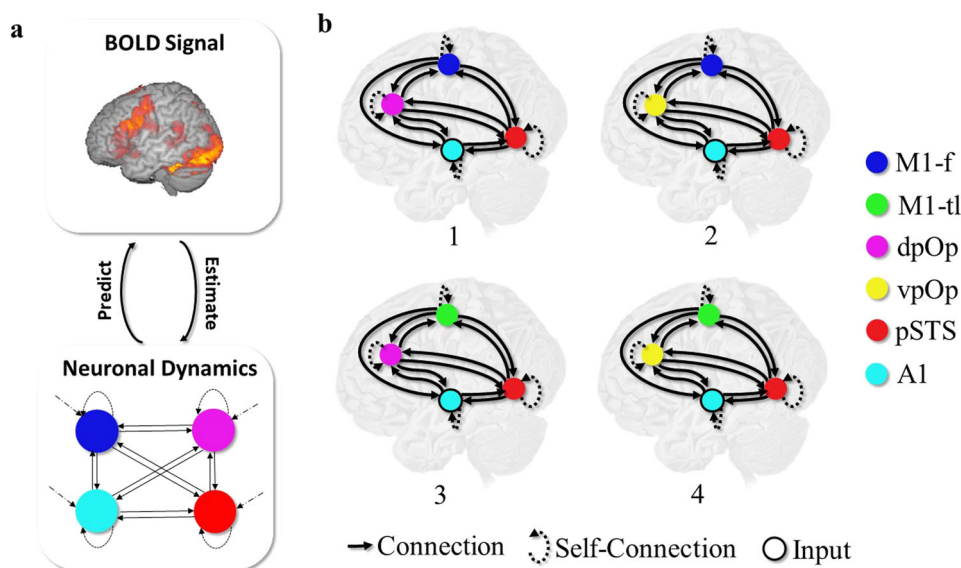 a
BOLD Signal
Predict
Estimate
Neuronal Dynamics
b
1
2
3
4
M1-f
M1-tl
dpOp
vpOp
pSTS
A1
Connection
Self-Connection
Input